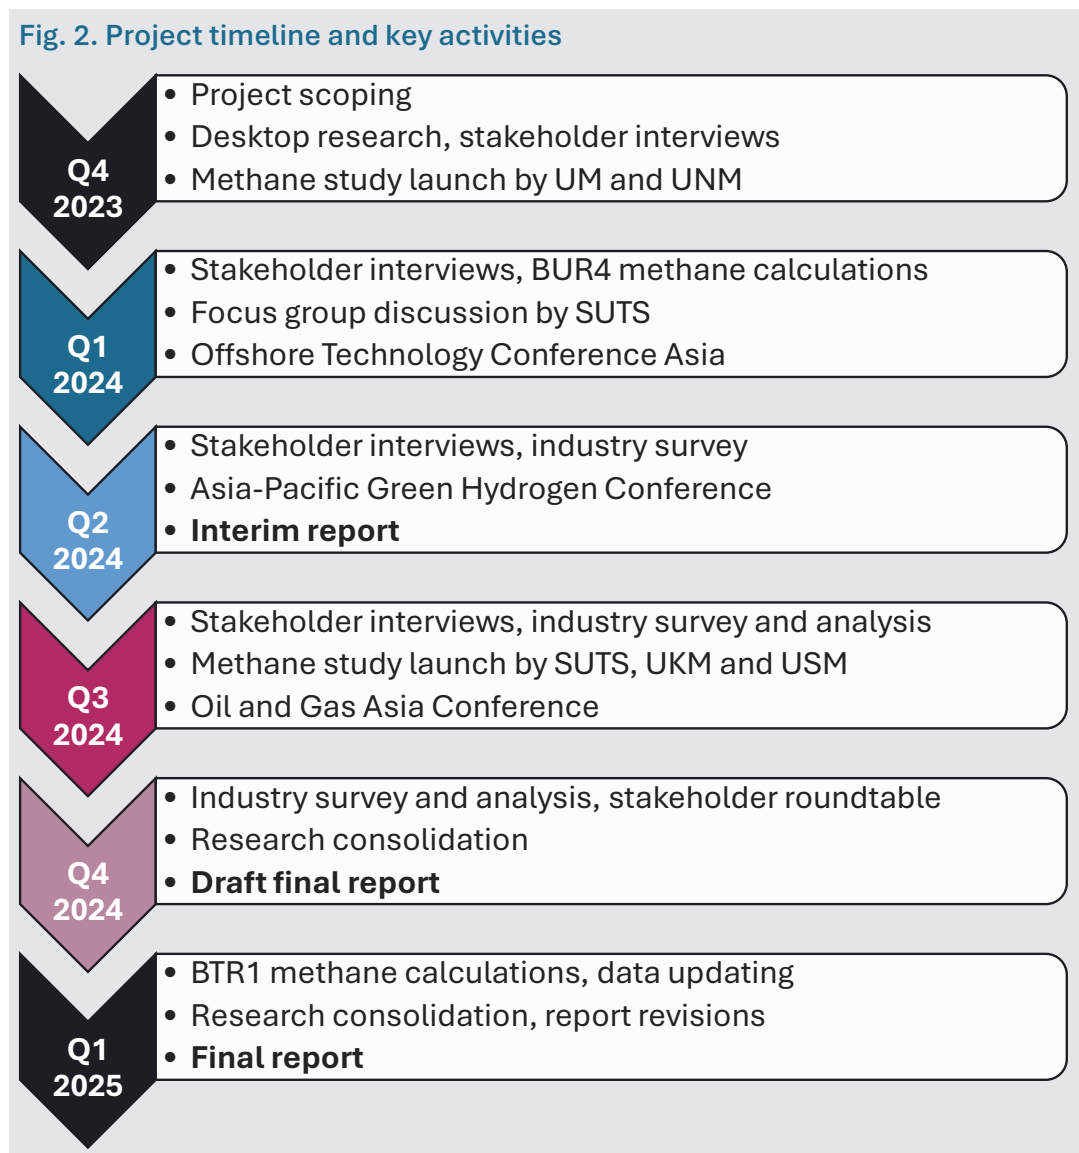 Fig. 2. Project timeline and key activities
Q4
2023
• Project scoping
• Desktop research, stakeholder interviews
• Methane study launch by UM and UNM
Q1
2024
• Stakeholder interviews, BUR4 methane calculations
• Focus group discussion by SUTS
• Offshore Technology Conference Asia
Q2
2024
• Stakeholder interviews, industry survey
• Asia-Pacific Green Hydrogen Conference
• Interim report
Q3
2024
• Stakeholder interviews, industry survey and analysis
• Methane study launch by SUTS, UKM and USM
• Oil and Gas Asia Conference
Q4
2024
• Industry survey and analysis, stakeholder roundtable
• Research consolidation
• Draft final report
Q1
2025
• BTR1 methane calculations, data updating
• Research consolidation, report revisions
• Final report